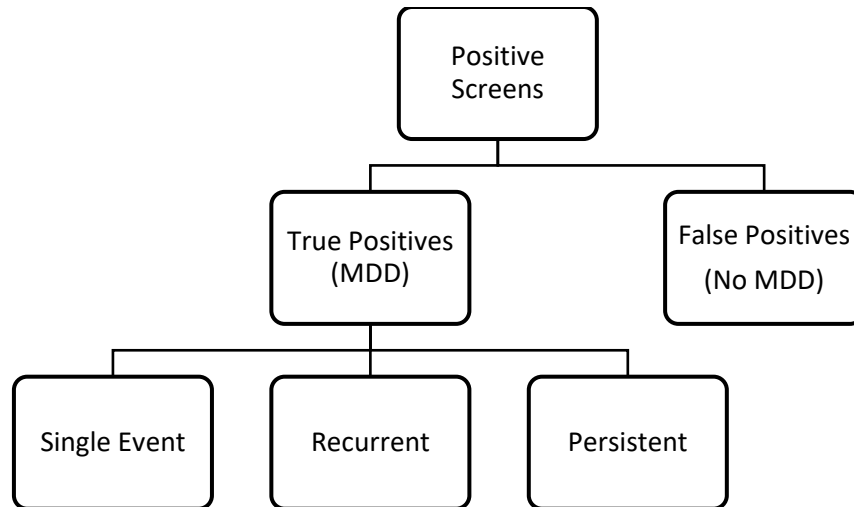 Positive
Screens
True Positives
(MDD)
False Positives
(No MDD)
Single Event
Recurrent
Persistent